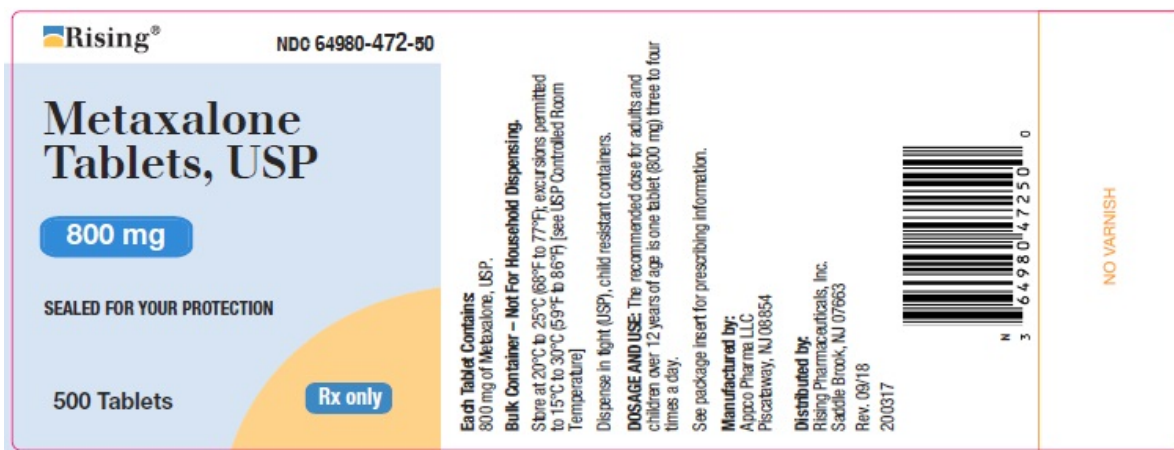 Rising®
NDC 64980-472-50
Metaxalone
Tablets, USP
800 mg
SEALED FOR YOUR PROTECTION
500 Tablets
Rx only
Each Tablet Contains:
800 mg of Metaxalone, USP.
Bulk Container – Not For Household Dispensing.
Store at 20°C to 25°C (68°F to 77°F); excursions permitted
to 15°C to 30°C (59°F to 86°F) [see USP Controlled Room
Temperature]
Dispense in tight (USP), child resistant containers.
DOSAGE AND USE: The recommended dose for adults and
children over 12 years of age is one tablet (800 mg) three to four
times a day.
See package insert for prescribing information.
Manufactured by:
Appco Pharma LLC
Piscataway, NJ 08854
Distributed by:
Rising Pharmaceuticals, Inc.
Saddle Brook, NJ 07663
Rev. 09/18
200317
N
3 64980 47250 0
NO VARNISH